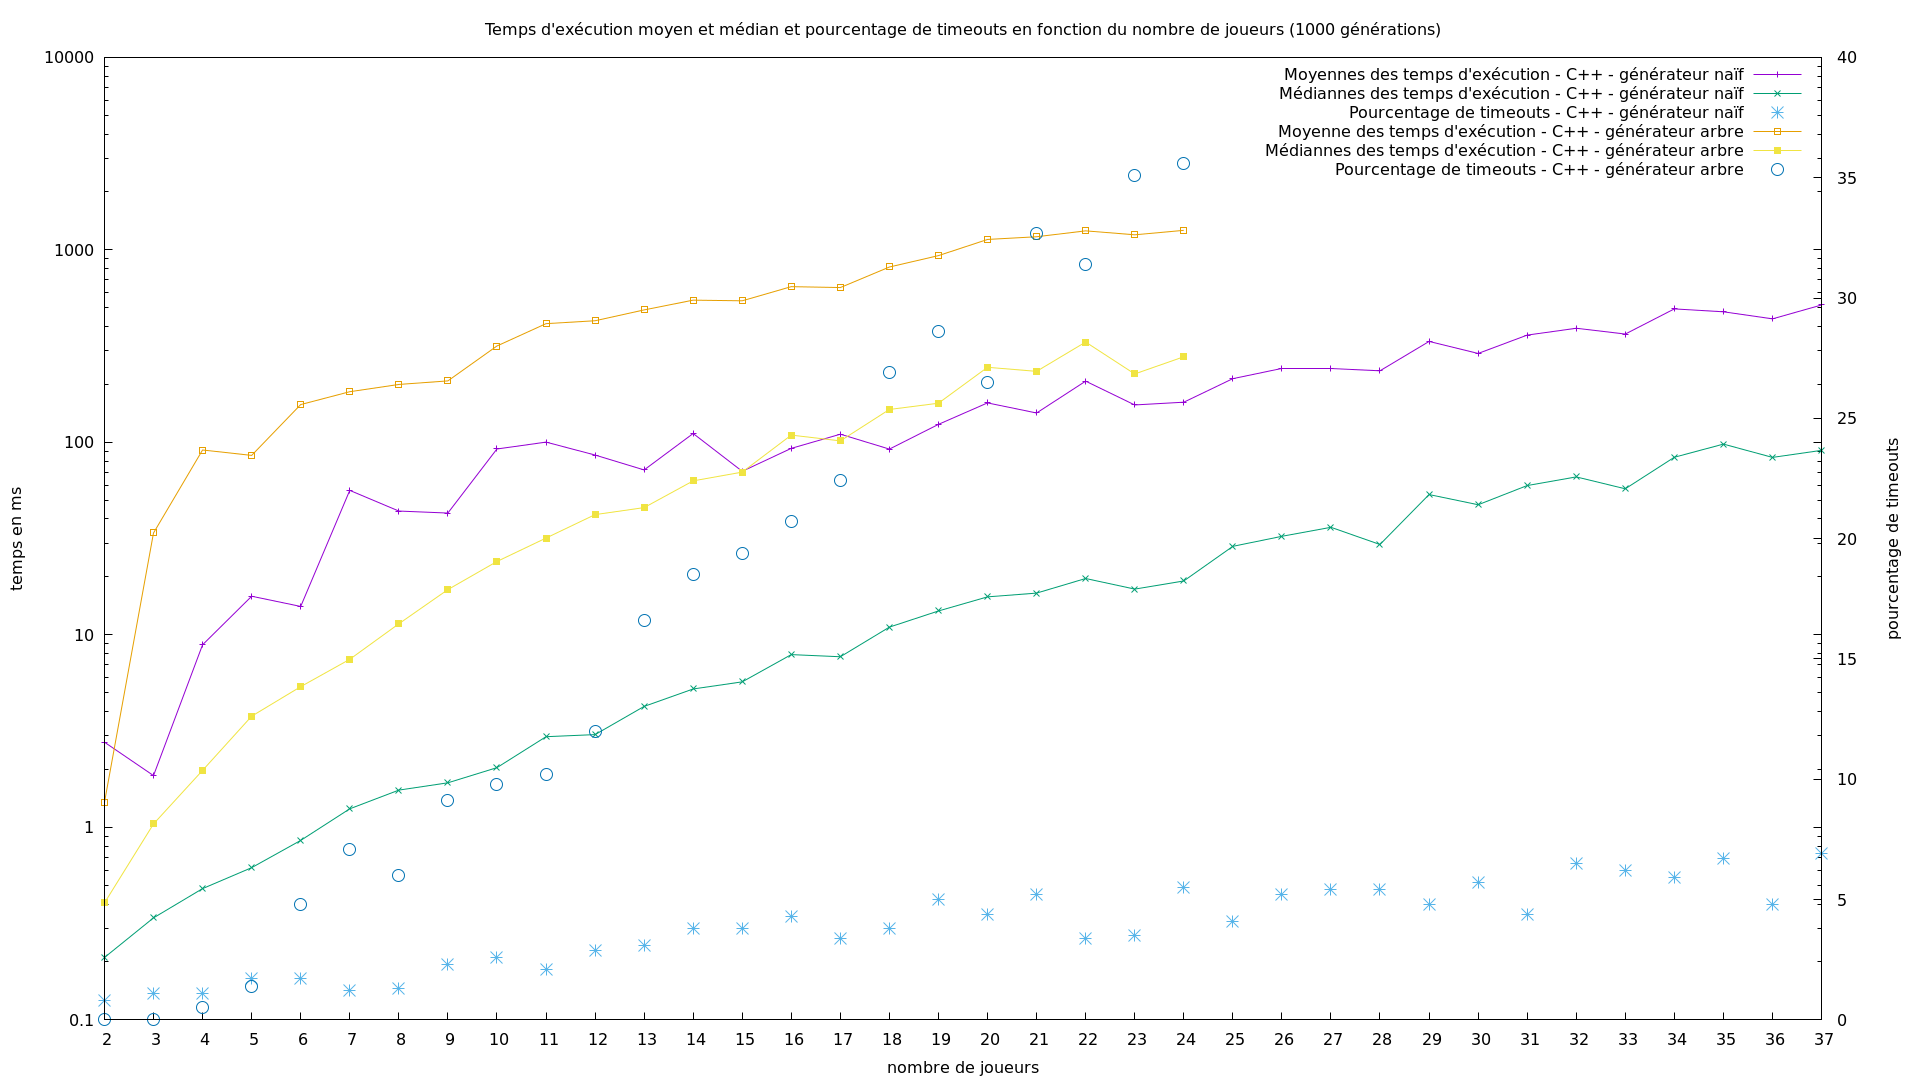 Temps d'exécution moyen et médian et pourcentage de timeouts en fonction du nombre de joueurs (1000 générations)
10000
1000
100
10
1
0.1
temps en ms
Moyennes des temps d'exécution - C++ - générateur naïf
Médiannes des temps d'exécution - C++ - générateur naïf
Pourcentage de timeouts - C++ - générateur naïf
Moyenne des temps d'exécution - C++ - générateur arbre
Médiannes des temps d'exécution - C++ - générateur arbre
Pourcentage de timeouts - C++ - générateur arbre
40
35
30
25
20
15
10
5
0
pourcentage de timeouts
2 3 4 5 6 7 8 9 10 11 12 13 14 15 16 17 18 19 20 21 22 23 24 25 26 27 28 29 30 31 32 33 34 35 36 37
nombre de joueurs